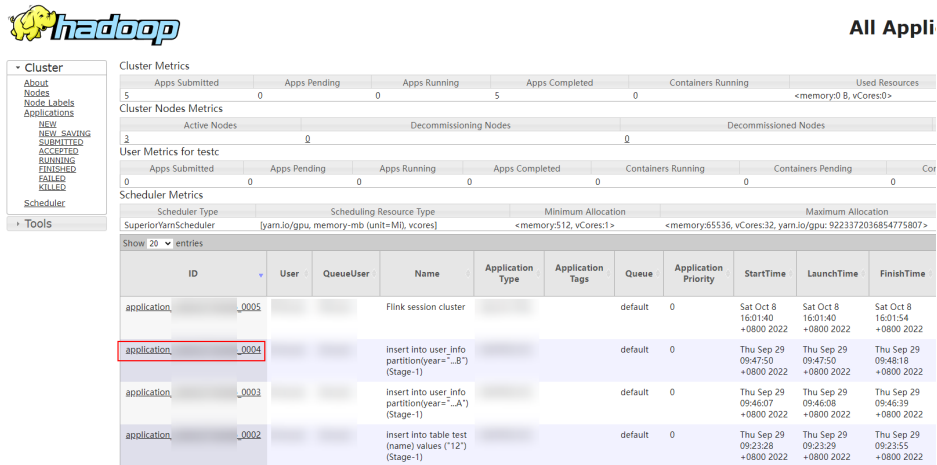 hadoop
All Appli
Cluster
About
Nodes
Node Labels
Applications
NEW
NEW_SAVING
SUBMITTED
ACCEPTED
RUNNING
FINISHED
FAILED
KILLED
Scheduler
Tools
Cluster Metrics
Apps Submitted Apps Pending Apps Running Apps Completed Containers Running Used Resources
5 0 0 5 0 <memory:0 B, vCores:0>
Cluster Nodes Metrics
Active Nodes Decommissioning Nodes Decommissioned Nodes
3 0 0
User Metrics for testc
Apps Submitted Apps Pending Apps Running Apps Completed Containers Running Containers Pending Con
0 0 0 0 0 0 0
Scheduler Metrics
Scheduler Type Scheduling Resource Type Minimum Allocation Maximum Allocation
SuperiorYarnScheduler [yarn.io/gpu, memory-mb (unit=Mi), vcores] <memory:512, vCores:1> <memory:65536, vCores:32, yarn.io/gpu: 9223372036854775807>
Show 20 entries
ID User QueueUser Name Application Type Application Tags Queue Application Priority StartTime LaunchTime FinishTime
application_ _0005 Flink session cluster default 0 Sat Oct 8 Sat Oct 8 Sat Oct 8
16:01:40 16:01:40 16:01:54
+0800 2022 +0800 2022 +0800 2022
application_ _0004 insert into user_info default 0 Thu Sep 29 Thu Sep 29 Thu Sep 29
partition(year="...B") 09:47:50 09:47:50 09:48:18
(Stage-1) +0800 2022 +0800 2022 +0800 2022
application_ _0003 insert into user_info default 0 Thu Sep 29 Thu Sep 29 Thu Sep 29
partition(year="...A") 09:46:07 09:46:08 09:46:39
(Stage-1) +0800 2022 +0800 2022 +0800 2022
application_ _0002 insert into table test default 0 Thu Sep 29 Thu Sep 29 Thu Sep 29
(name) values ("12") 09:23:28 09:23:29 09:23:55
(Stage-1) +0800 2022 +0800 2022 +0800 2022